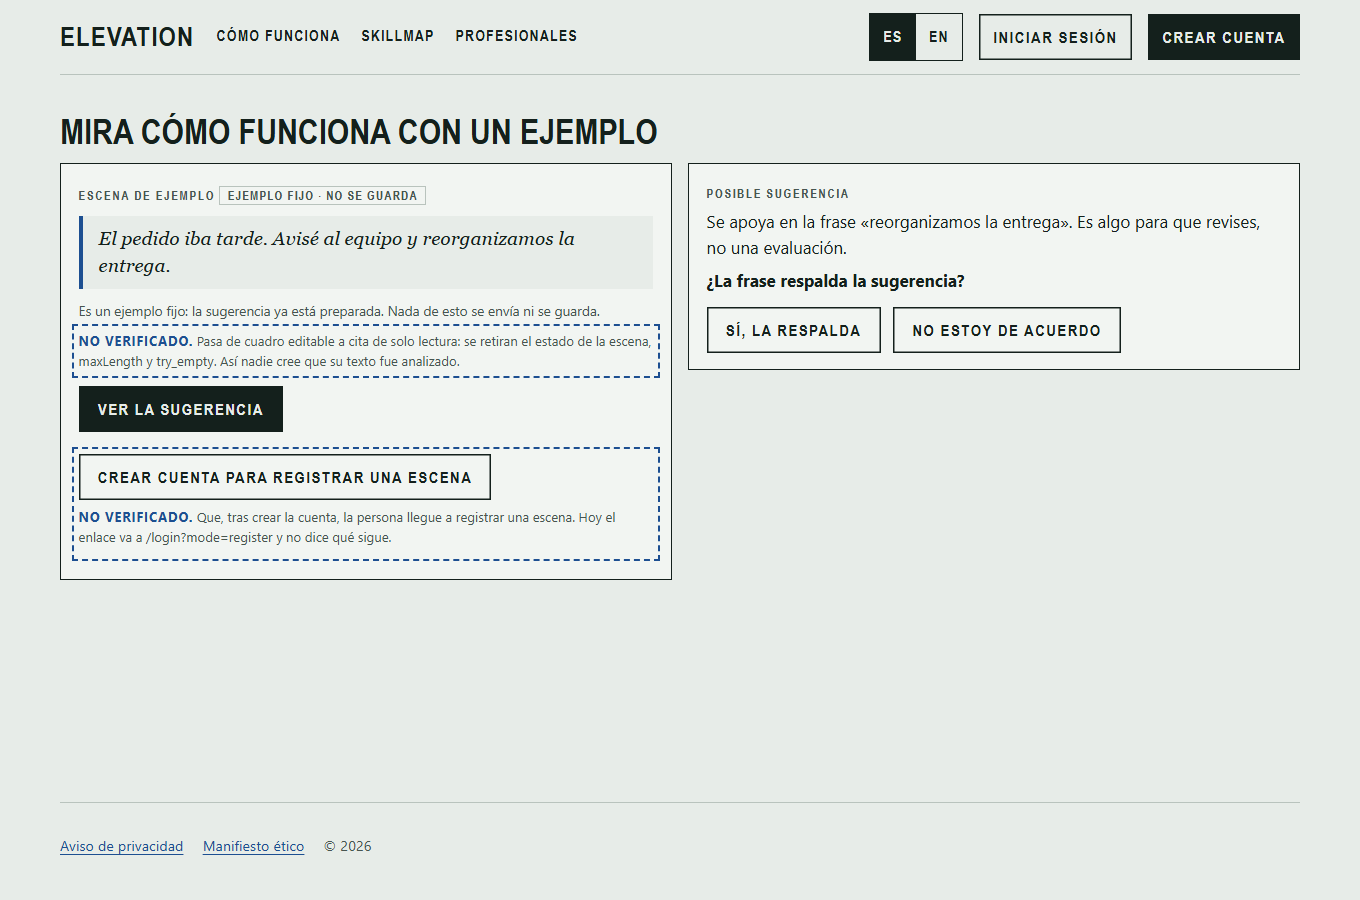 ELEVATION
CÓMO FUNCIONA
SKILLMAP
PROFESIONALES
ES
EN
INICIAR SESIÓN
CREAR CUENTA
MIRA CÓMO FUNCIONA CON UN EJEMPLO
ESCENA DE EJEMPLO
EJEMPLO FIJO · NO SE GUARDA
El pedido iba tarde. Avisé al equipo y reorganizamos la
entrega.
Es un ejemplo fijo: la sugerencia ya está preparada. Nada de esto se envía ni se guarda.
NO VERIFICADO. Pasa de cuadro editable a cita de solo lectura: se retiran el estado de la escena,
maxLength y try_empty. Así nadie cree que su texto fue analizado.
VER LA SUGERENCIA
CREAR CUENTA PARA REGISTRAR UNA ESCENA
NO VERIFICADO. Que, tras crear la cuenta, la persona llegue a registrar una escena. Hoy el
enlace va a /login?mode=register y no dice qué sigue.
POSIBLE SUGERENCIA
Se apoya en la frase «reorganizamos la entrega». Es algo para que revises,
no una evaluación.
¿La frase respalda la sugerencia?
SÍ, LA RESPALDA
NO ESTOY DE ACUERDO
Aviso de privacidad
Manifiesto ético
© 2026